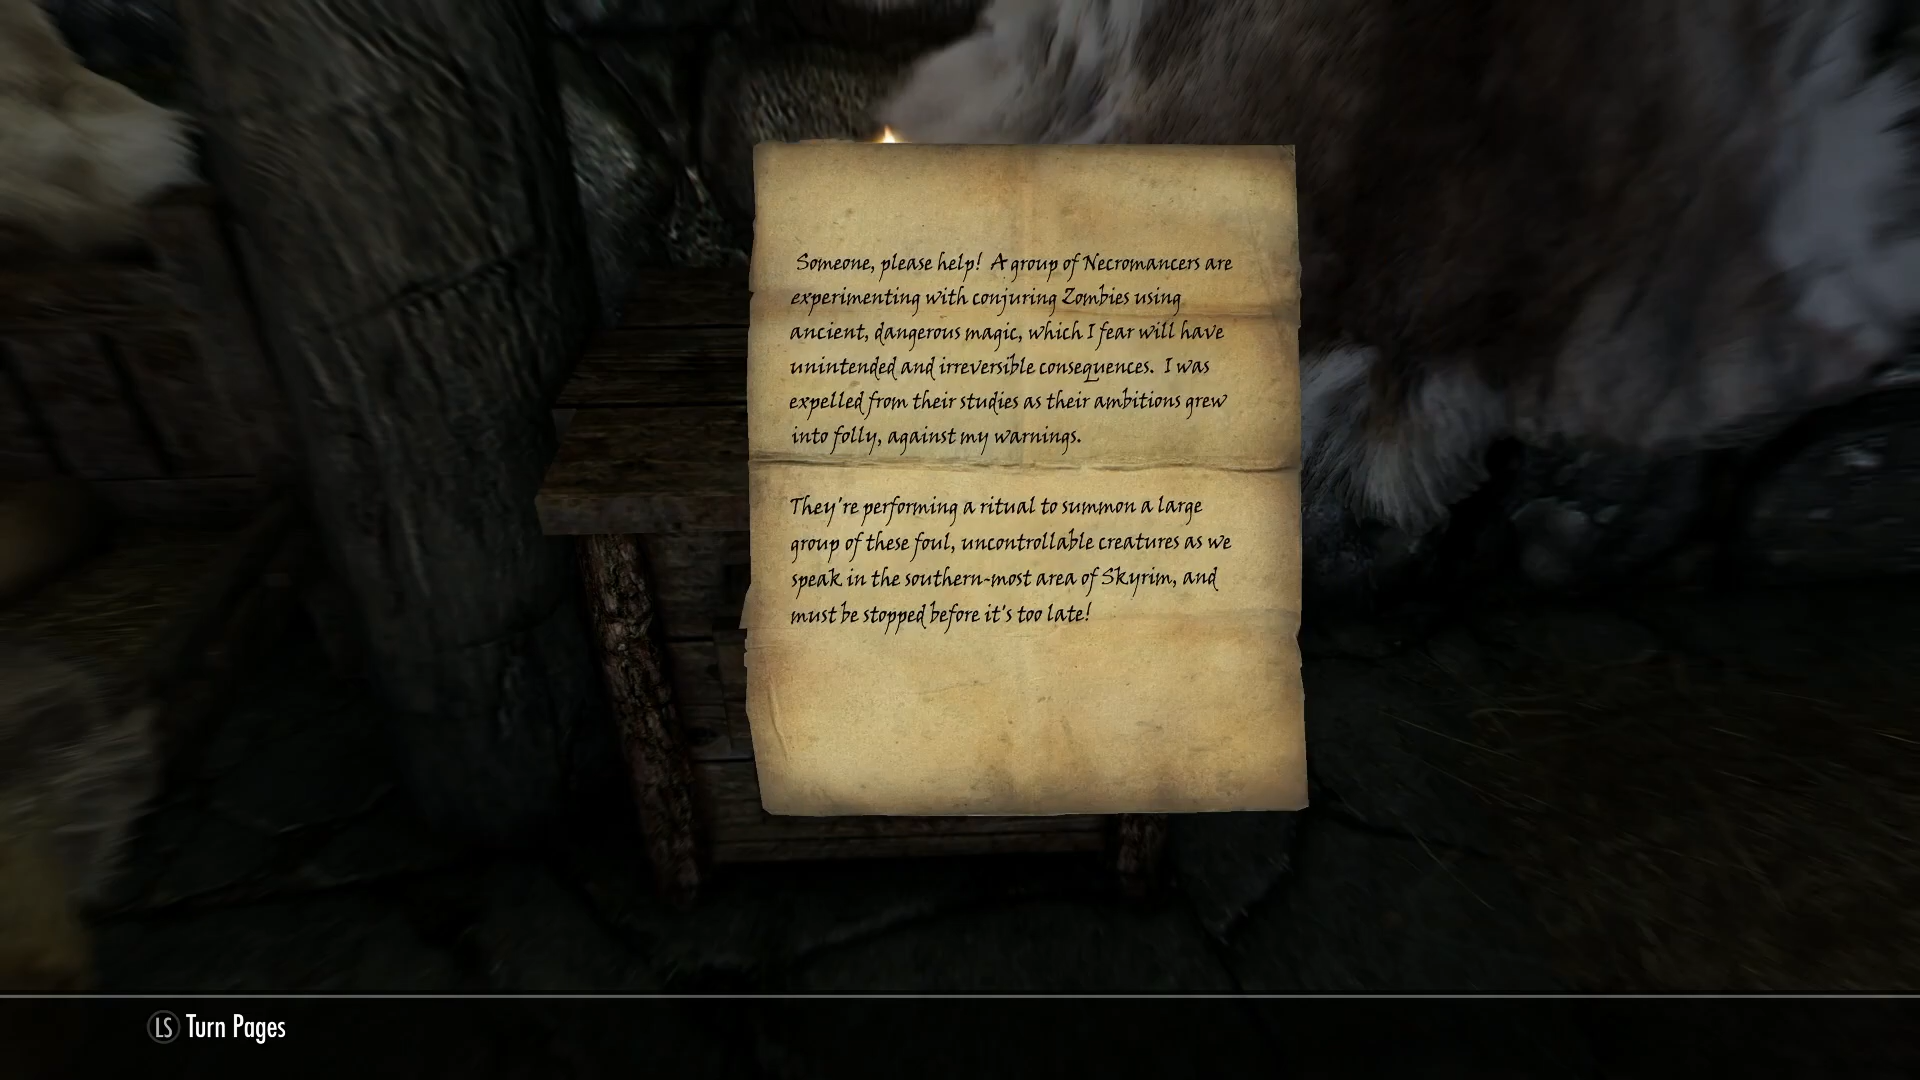 Someone, please help!  A group of Necromancers are
experimenting with conjuring Zombies using
ancient, dangerous magic, which I fear will have
unintended and irreversible consequences.  I was
expelled from their studies as their ambitions grew
into folly, against my warnings.
They're performing a ritual to summon a large
group of these foul, uncontrollable creatures as we
speak in the southern-most area of Skyrim, and
must be stopped before it's too late!
LS Turn Pages